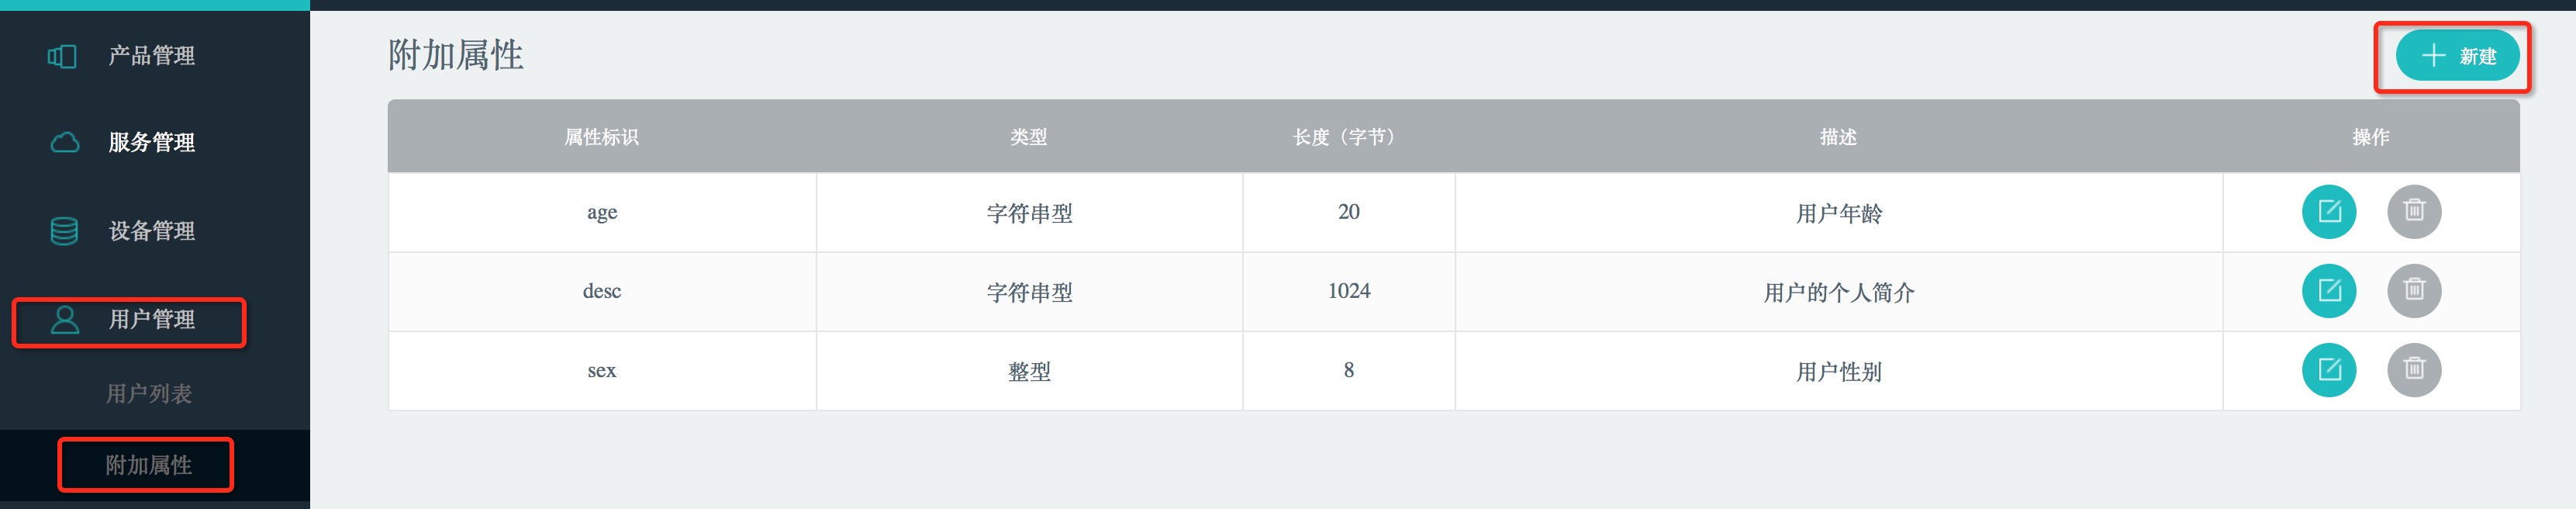 产品管理
服务管理
设备管理
用户管理
用户列表
附加属性
附加属性
新建
属性标识 类型 长度（字节） 描述 操作
age 字符串型 20 用户年龄
desc 字符串型 1024 用户的个人简介
sex 整型 8 用户性别